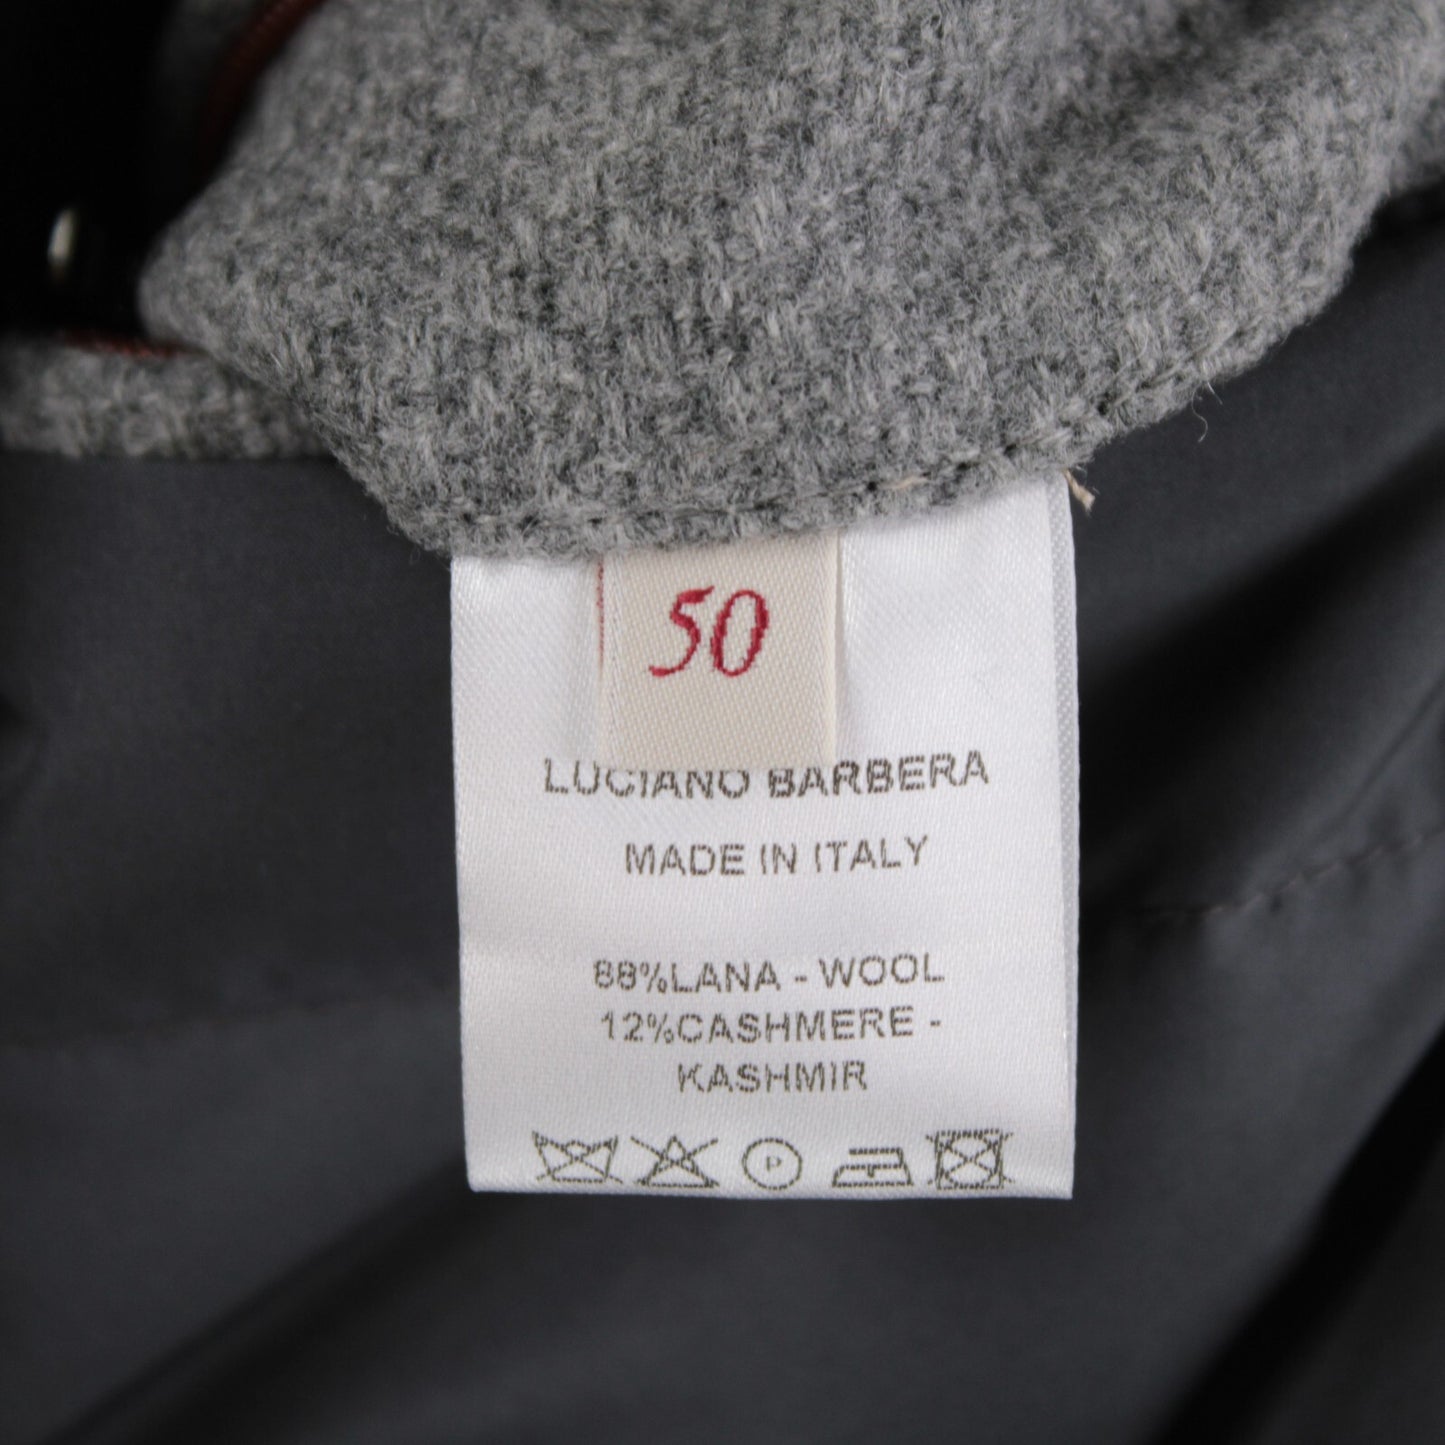 50
LUCIANO BARBERA
MADE IN ITALY
88%LANA - WOOL
12%CASHMERE -
KASHMIR
P